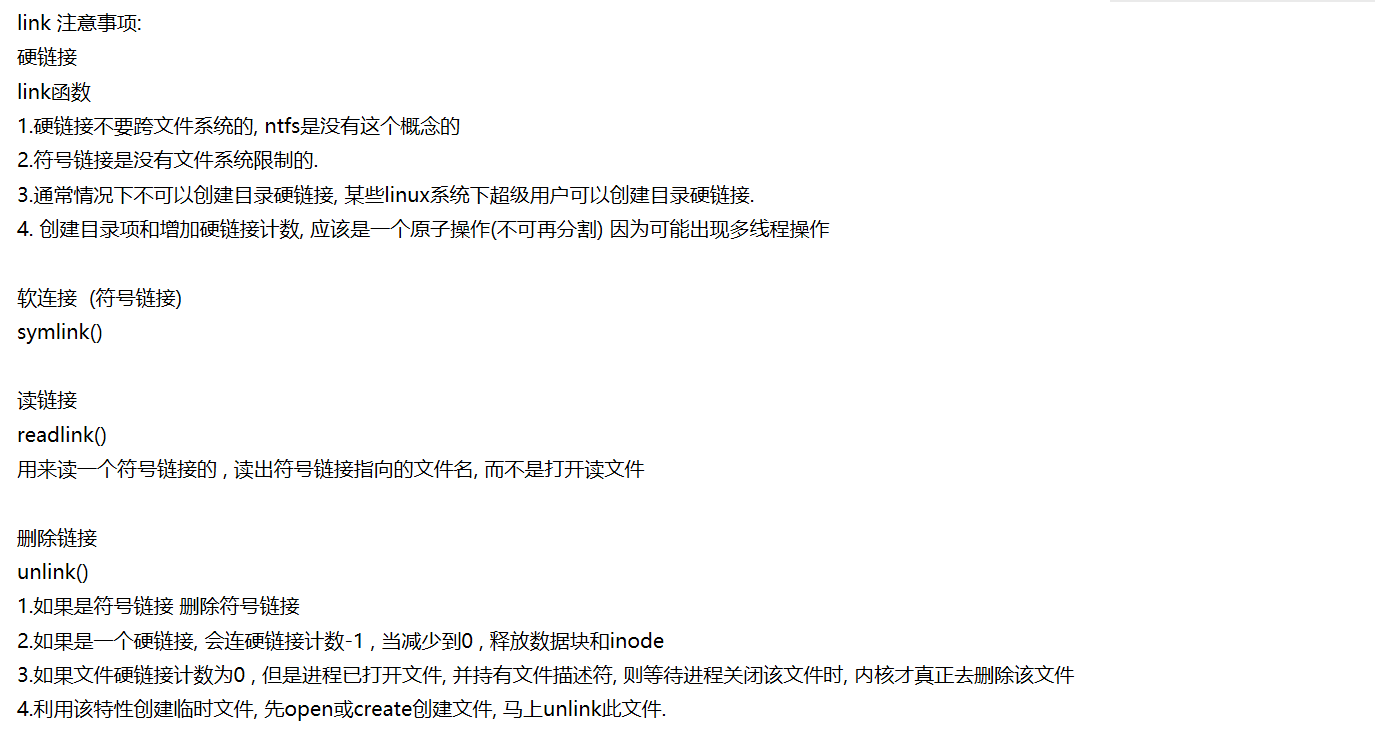 link 注意事项:
硬链接
link函数
1.硬链接不要跨文件系统的, ntfs是没有这个概念的
2.符号链接是没有文件系统限制的.
3.通常情况下不可以创建目录硬链接, 某些linux系统下超级用户可以创建目录硬链接.
4. 创建目录项和增加硬链接计数, 应该是一个原子操作(不可再分割) 因为可能出现多线程操作
软连接  (符号链接)
symlink()
读链接
readlink()
用来读一个符号链接的 , 读出符号链接指向的文件名, 而不是打开读文件
删除链接
unlink()
1.如果是符号链接 删除符号链接
2.如果是一个硬链接, 会连硬链接计数-1 , 当减少到0 , 释放数据块和inode
3.如果文件硬链接计数为0 , 但是进程已打开文件, 并持有文件描述符, 则等待进程关闭该文件时, 内核才真正去删除该文件
4.利用该特性创建临时文件, 先open或create创建文件, 马上unlink此文件.